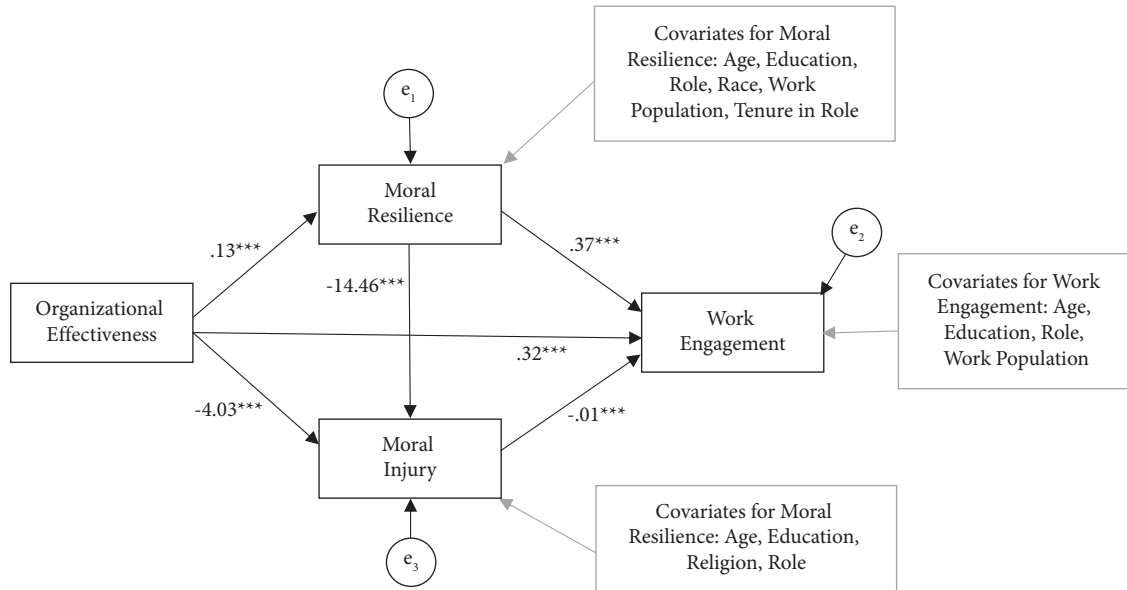 Covariates for Moral
Resilience: Age, Education,
Role, Race, Work
Population, Tenure in Role
e1
Moral
Resilience
e2
.13***
.37***
-14.46***
Covariates for Work
Engagement: Age,
Education, Role,
Work Population
Organizational
Effectiveness
Work
Engagement
.32***
-4.03***
-.01***
Moral
Injury
Covariates for Moral
Resilience: Age, Education,
Religion, Role
e3